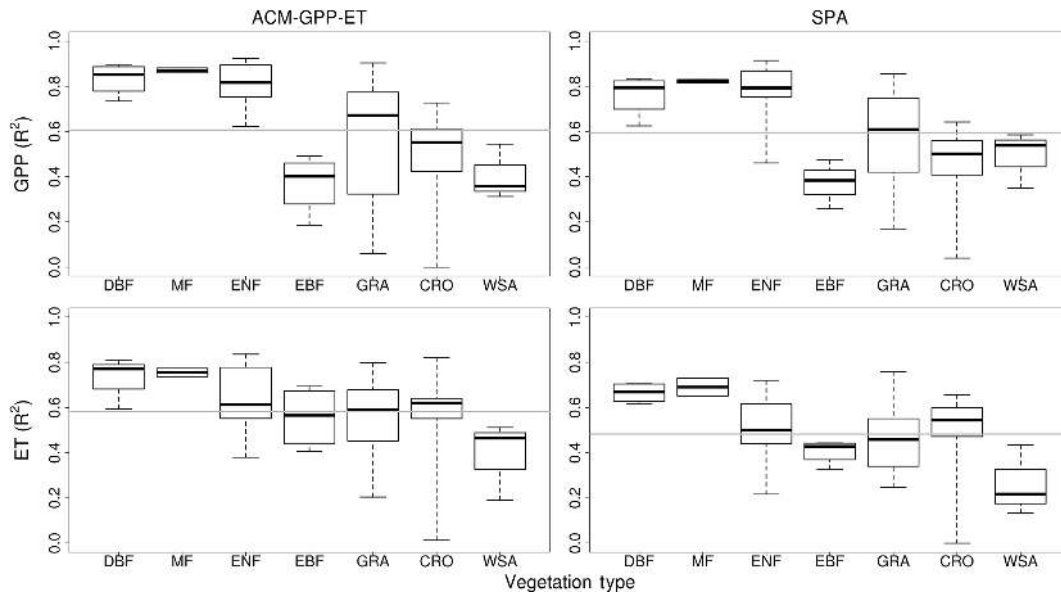 ACM-GPP-ET SPA
GPP (R²)
1.0
0.8
0.6
0.4
0.2
0.0
DBF MF ENF EBF GRA CRO WSA
DBF MF ENF EBF GRA CRO WSA
ET (R²)
1.0
0.8
0.6
0.4
0.2
0.0
DBF MF ENF EBF GRA CRO WSA
DBF MF ENF EBF GRA CRO WSA
0.0 0.2 0.4 0.6 0.8 1.0
0.0 0.2 0.4 0.6 0.8 1.0
Vegetation type